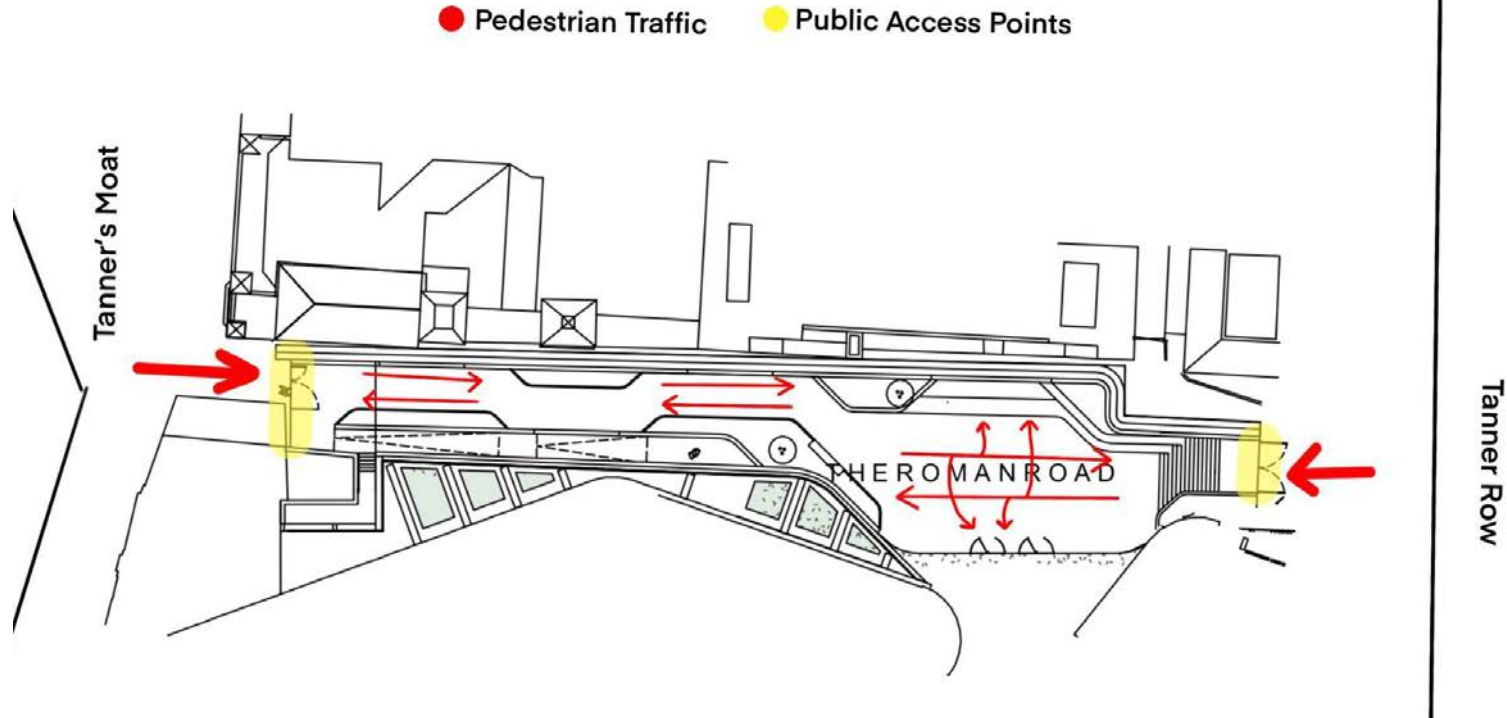 Pedestrian Traffic
Public Access Points
Tanner's Moat
THEROMANROAD
Tanner Row